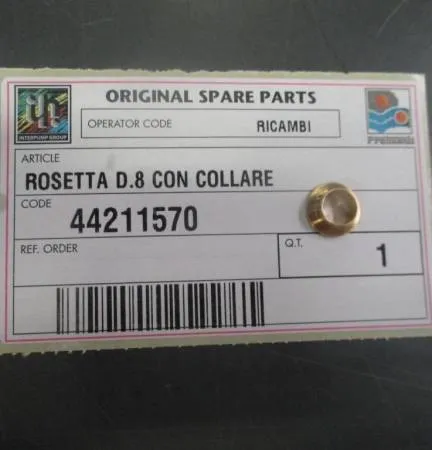 ORIGINAL SPARE PARTS
INTERPUMP GROUP
OPERATOR CODE RICAMBI
ARTICLE
ROSETTA D.8 CON COLLARE
CODE
44211570
REF. ORDER
Q.T.
1